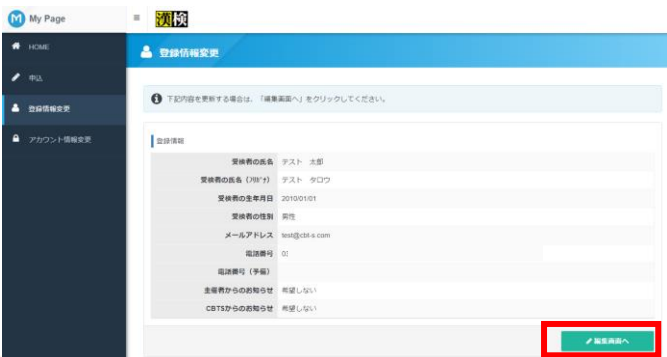 My Page
漢検
HOME
申込
登録情報変更
アカウント情報変更
登録情報変更
下記内容を更新する場合は、「編集画面へ」をクリックしてください。
登録情報
受検者の氏名 テスト 太郎
受検者の氏名（フリガナ） テスト タロウ
受検者の生年月日 2010/01/01
受検者の性別 男性
メールアドレス test@cbt-s.com
電話番号 0
電話番号（予備）
主催者からのお知らせ 希望しない
CBTSからのお知らせ 希望しない
編集画面へ